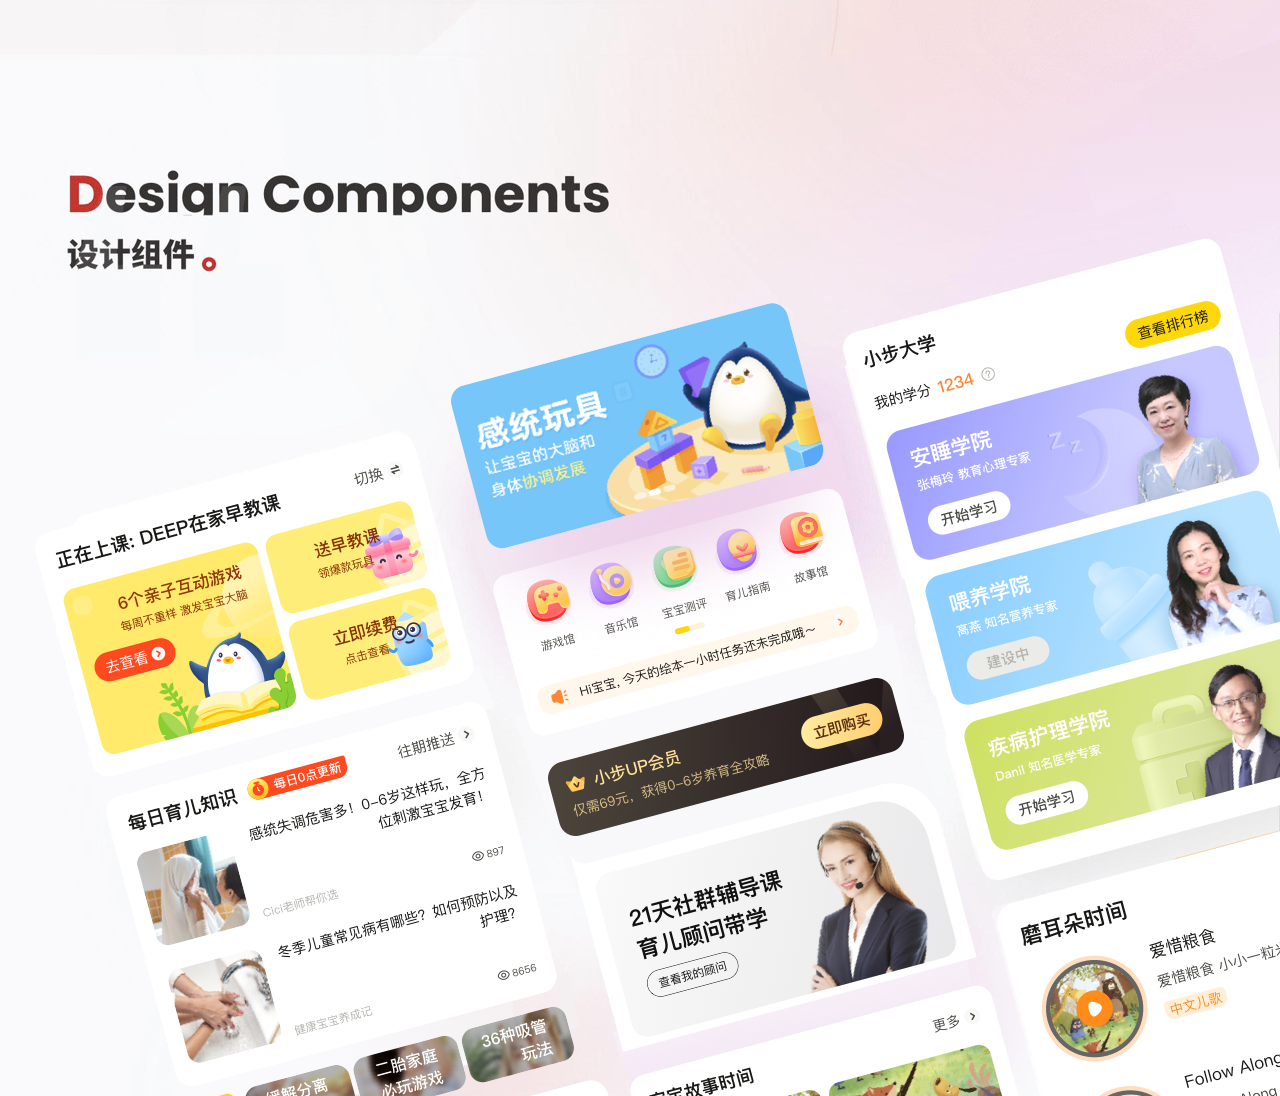 Design Components
设计组件
正在上课: DEEP在家早教课
切换
6个亲子互动游戏
每周不重样 激发宝宝大脑
去查看
送早教课
领爆款玩具
立即续费
点击查看
每日育儿知识
每日0点更新
往期推送
感统失调危害多！0-6岁这样玩，全方
位刺激宝宝发育！
897
Cici老师帮你选
冬季儿童常见病有哪些？如何预防以及
护理？
8656
健康宝宝养成记
缓解分离
二胎家庭
必玩游戏
36种吸管
玩法
感统玩具
让宝宝的大脑和
身体协调发展
游戏馆
音乐馆
宝宝测评
育儿指南
故事馆
Hi宝宝, 今天的绘本一小时任务还未完成哦～
小步UP会员
仅需69元，获得0-6岁养育全攻略
立即购买
21天社群辅导课
育儿顾问带学
查看我的顾问
更多
宝宝故事时间
小步大学
查看排行榜
我的学分 1234
安睡学院
张梅玲 教育心理专家
开始学习
Z Z
喂养学院
高燕 知名营养专家
建设中
疾病护理学院
Danil 知名医学专家
开始学习
磨耳朵时间
爱惜粮食
爱惜粮食 小小一粒米
中文儿歌
Follow Along
Along